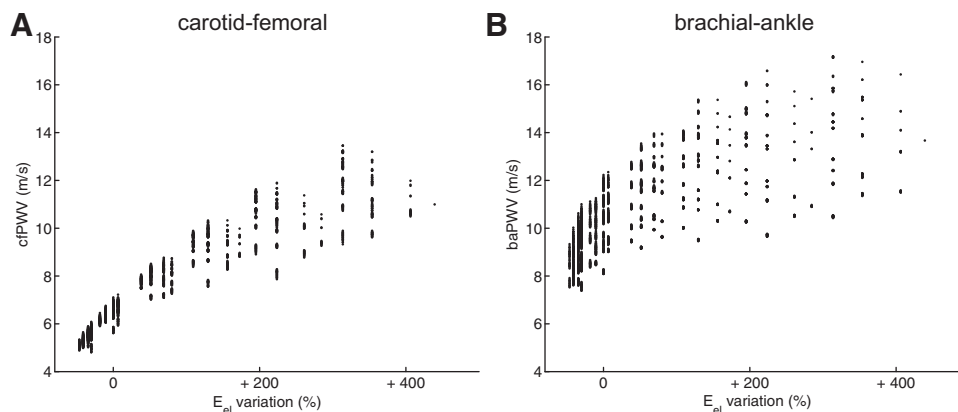 A carotid-femoral
18
16
14
12
10
8
6
4
cfPWV (m/s)
0 + 200 + 400
E_el variation (%)
B brachial-ankle
18
16
14
12
10
8
6
4
baPWV (m/s)
0 + 200 + 400
E_el variation (%)